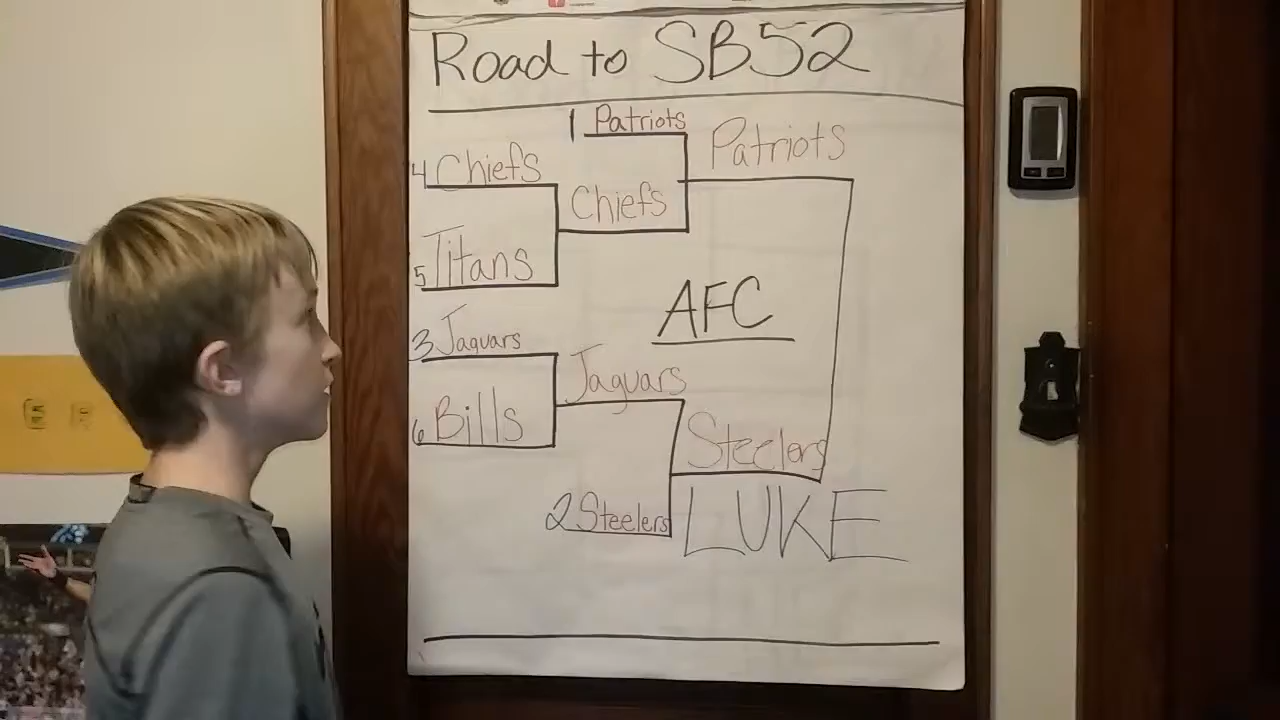 Road to SB52
1 Patriots
Patriots
4 Chiefs
Chiefs
5 Titans
AFC
3 Jaguars
Jaguars
6 Bills
Steelers
2 Steelers
LUKE